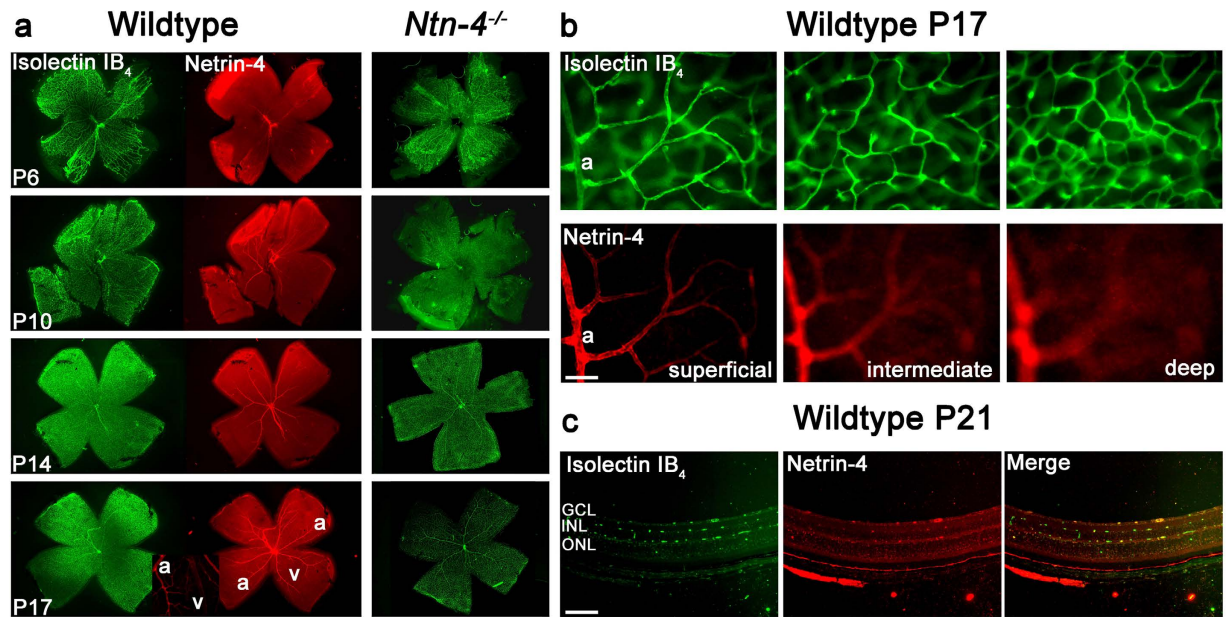 a Wildtype Ntn-4-/-
Isolectin IB4 Netrin-4
P6
P10
P14
P17
a
a
v
a
v
b Wildtype P17
Isolectin IB4
a
Netrin-4
a
superficial
intermediate
deep
c Wildtype P21
Isolectin IB4 Netrin-4 Merge
GCL
INL
ONL